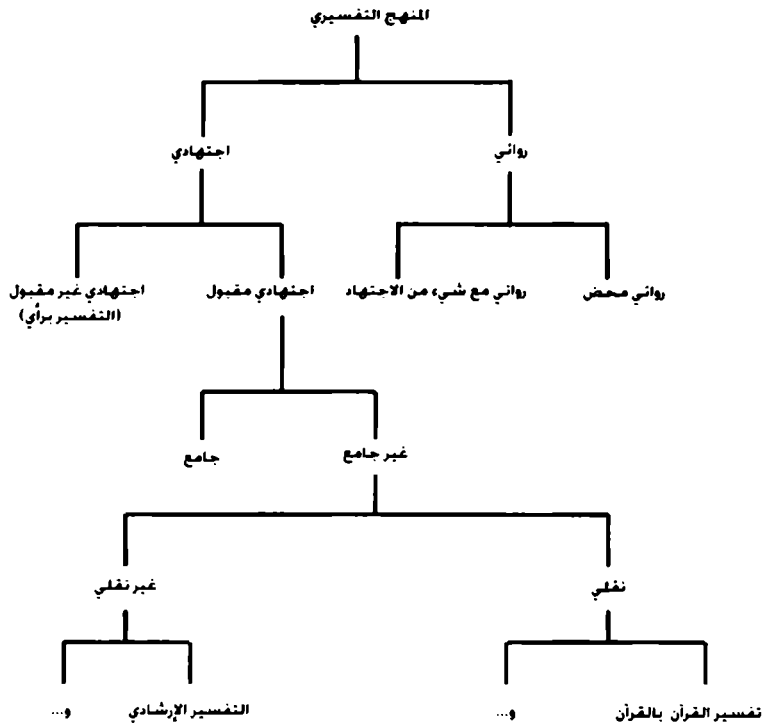 المنهج التفسيري
روائي
اجتهادي
روائي محض
روائي مع شيء من الاجتهاد
اجتهادي مقبول
اجتهادي غير مقبول
(التفسير برأي)
غير جامع
جامع
نقلي
غير نقلي
تفسير القرآن بالقرآن
و...
التفسير الإرشادي
و...